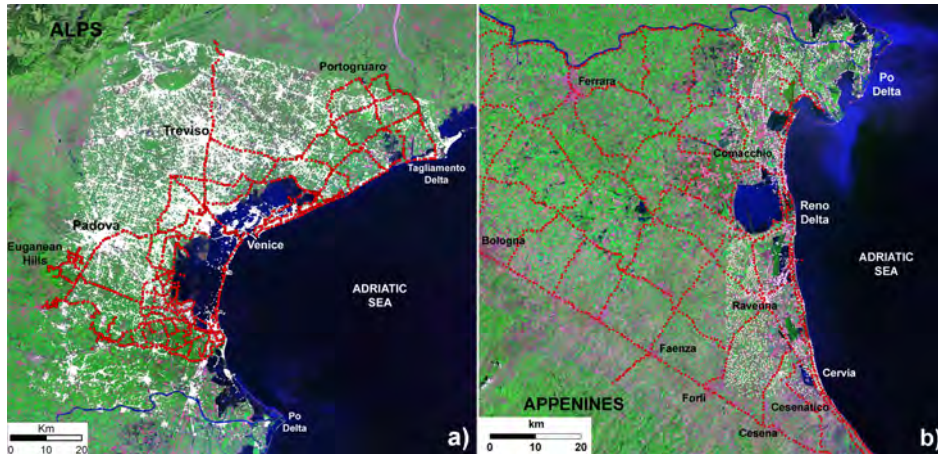 ALPS
Portogruaro
Treviso
Tagliamento
Delta
Padova
Euganean
Hills
Venice
ADRIATIC
SEA
Po
Delta
Km
0 10 20
a)
Ferrara
Po
Delta
Comacchio
Reno
Delta
Bologna
ADRIATIC
SEA
Ravenna
Faenza
Cervia
Forlì
APPENINES
Cesenatico
Cesena
km
0 10 20
b)